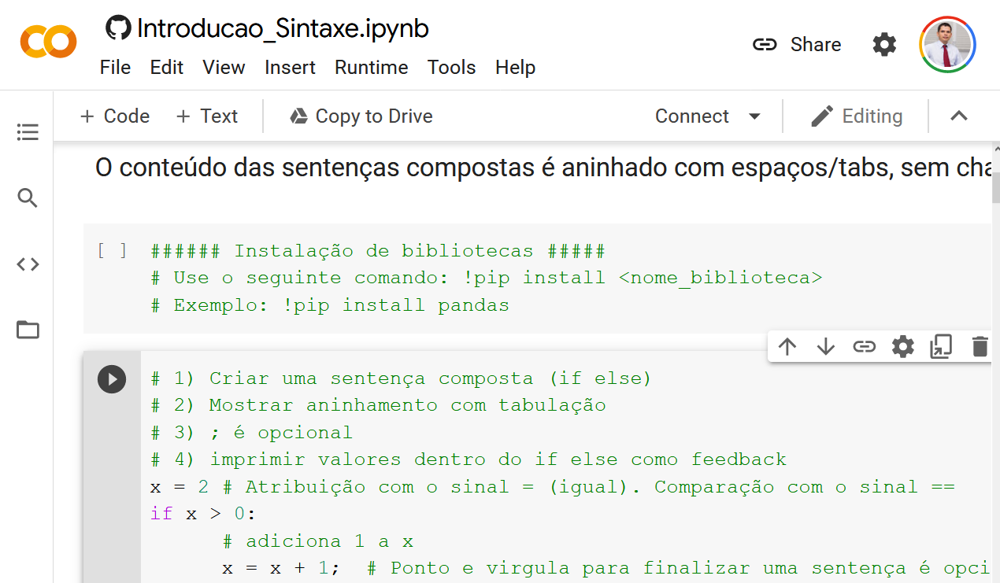 Introducao_Sintaxe.ipynb
File Edit View Insert Runtime Tools Help
Share
+ Code + Text Copy to Drive Connect Editing
O conteúdo das sentenças compostas é aninhado com espaços/tabs, sem cha
[ ] ###### Instalação de bibliotecas #####
# Use o seguinte comando: !pip install <nome_biblioteca>
# Exemplo: !pip install pandas
# 1) Criar uma sentença composta (if else)
# 2) Mostrar aninhamento com tabulação
# 3) ; é opcional
# 4) imprimir valores dentro do if else como feedback
x = 2 # Atribuição com o sinal = (igual). Comparação com o sinal ==
if x > 0:
# adiciona 1 a x
x = x + 1; # Ponto e virgula para finalizar uma sentença é opci